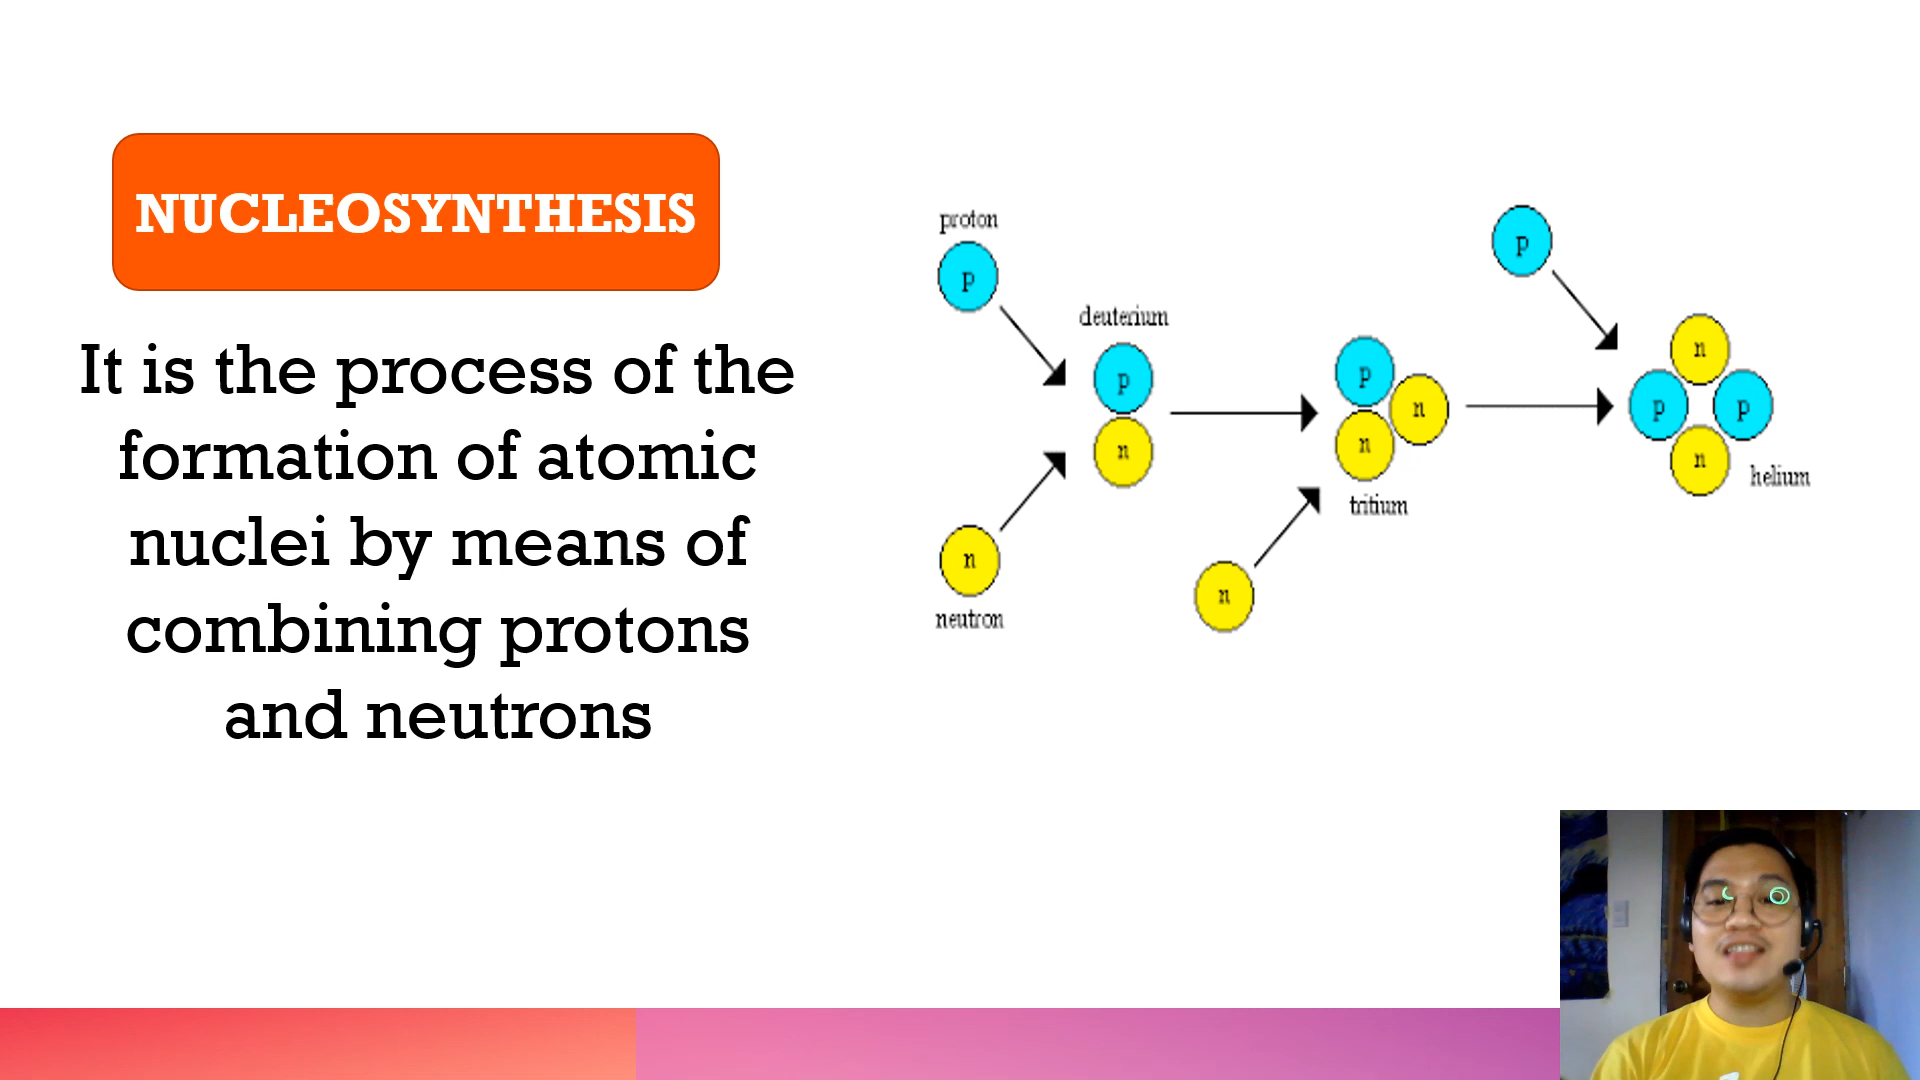 NUCLEOSYNTHESIS
It is the process of the
formation of atomic
nuclei by means of
combining protons
and neutrons
proton
p
deuterium
p
n
n
neutron
p
n
n
tritium
n
p
n
p
p
n
helium